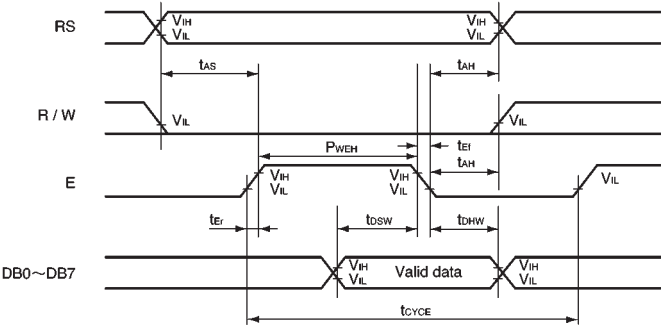 RS
VIH
VIL
VIH
VIL
tAS
tAH
R / W
VIL
VIL
PWEH
tEf
tAH
E
VIH
VIL
VIH
VIL
VIL
tEr
tDSW
tDHW
DB0～DB7
VIH
VIL
Valid data
VIH
VIL
tCYCE